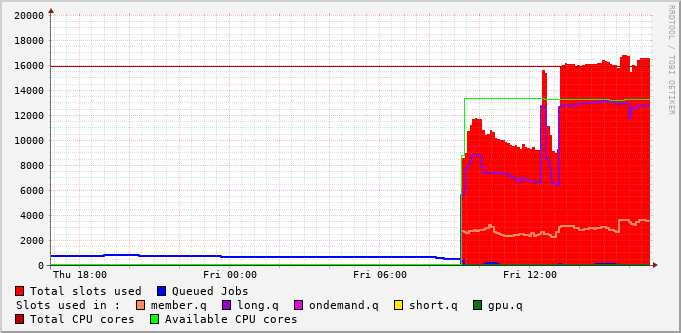 RRDTOOL / TOBI OETIKER
20000
18000
16000
14000
12000
10000
8000
6000
4000
2000
0
Thu 18:00 Fri 00:00 Fri 06:00 Fri 12:00
Total slots used Queued Jobs
Slots used in : member.q long.q ondemand.q short.q gpu.q
Total CPU cores Available CPU cores